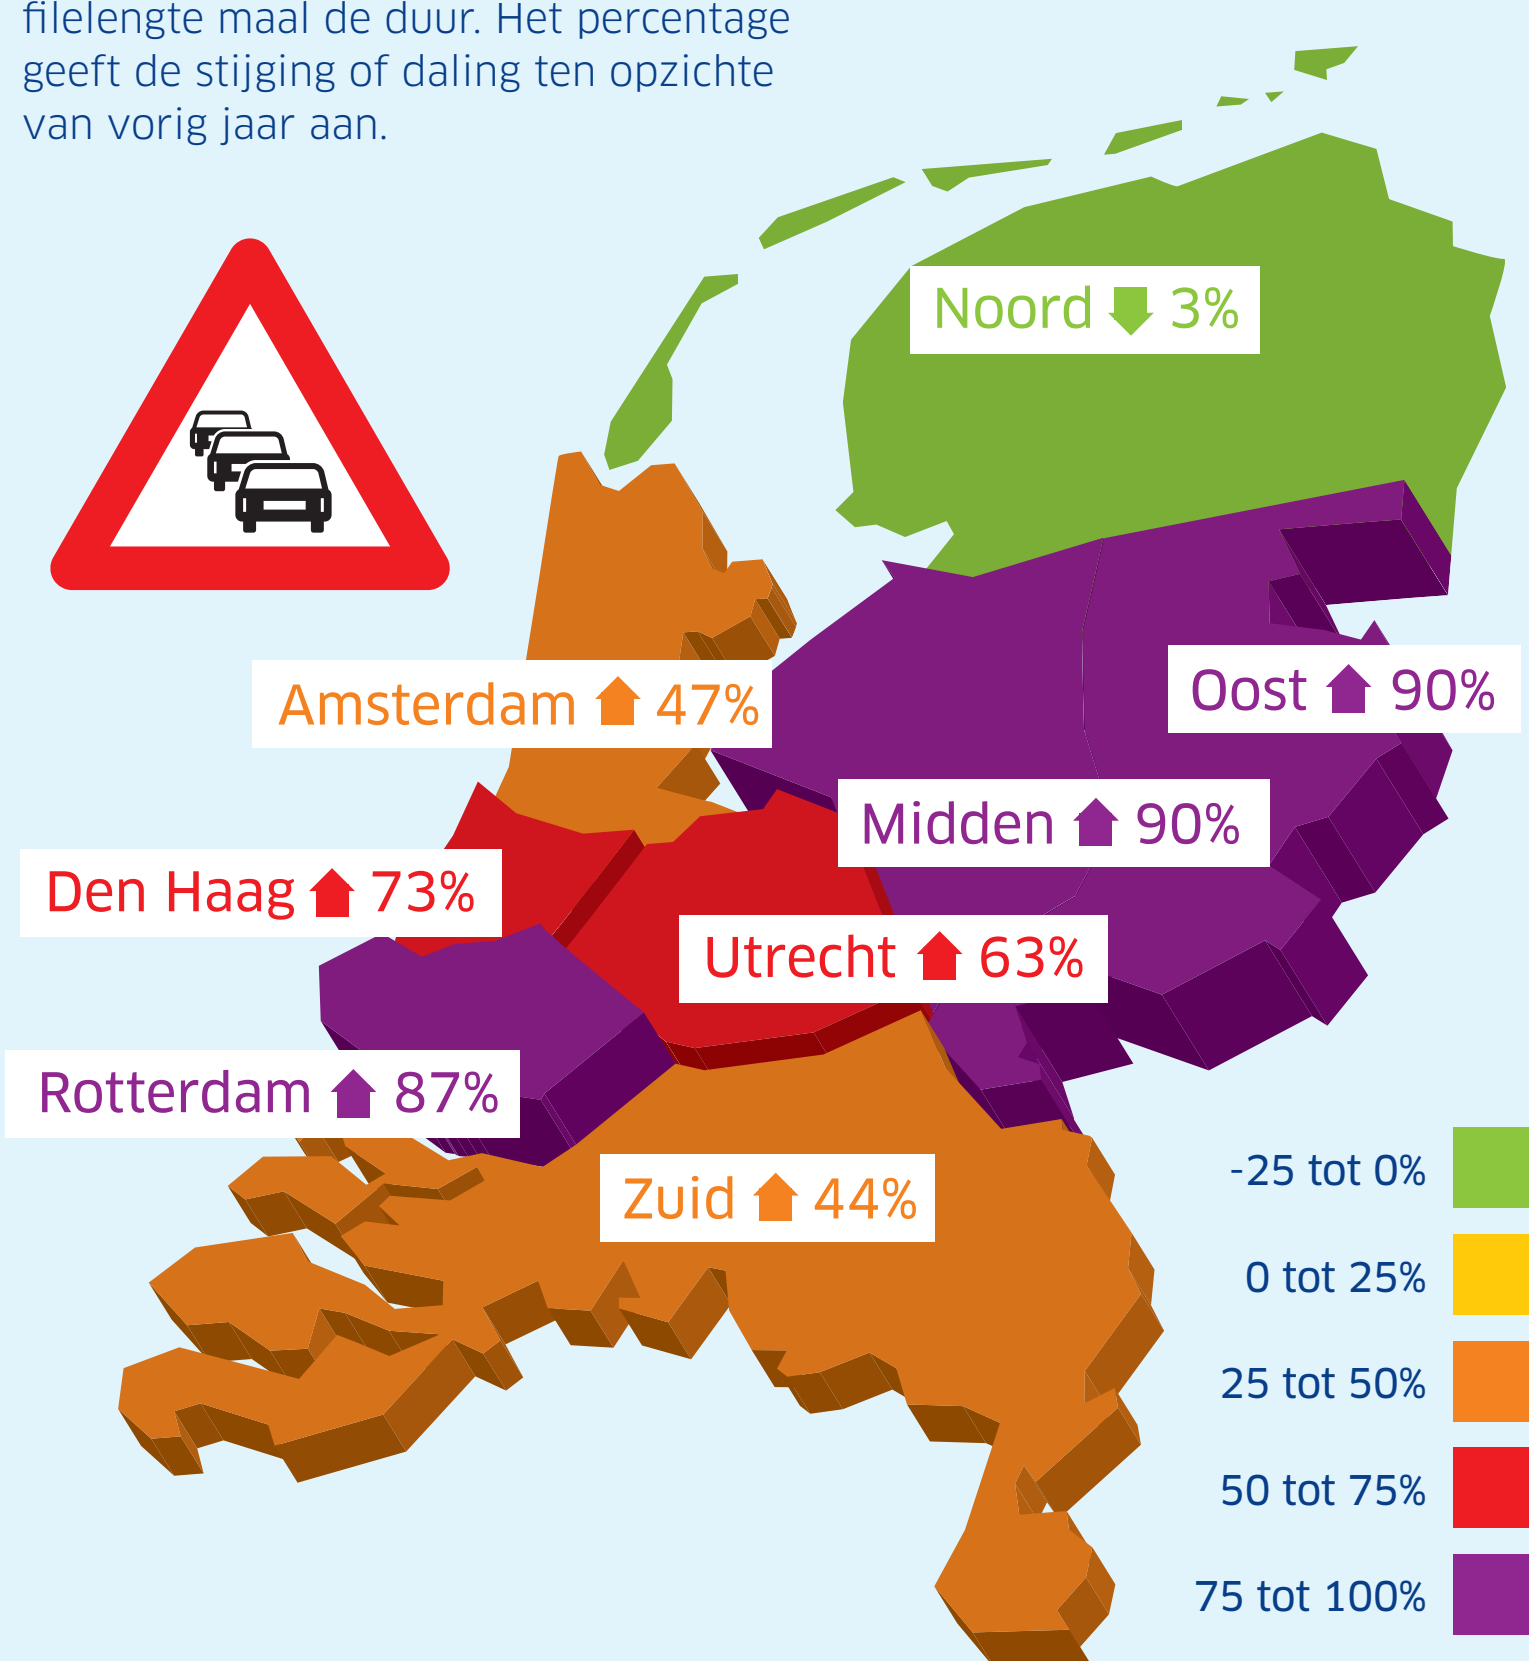 filelengte maal de duur. Het percentage
geeft de stijging of daling ten opzichte
van vorig jaar aan.
Noord 3%
Amsterdam 47%
Oost 90%
Midden 90%
Den Haag 73%
Utrecht 63%
Rotterdam 87%
Zuid 44%
-25 tot 0%
0 tot 25%
25 tot 50%
50 tot 75%
75 tot 100%